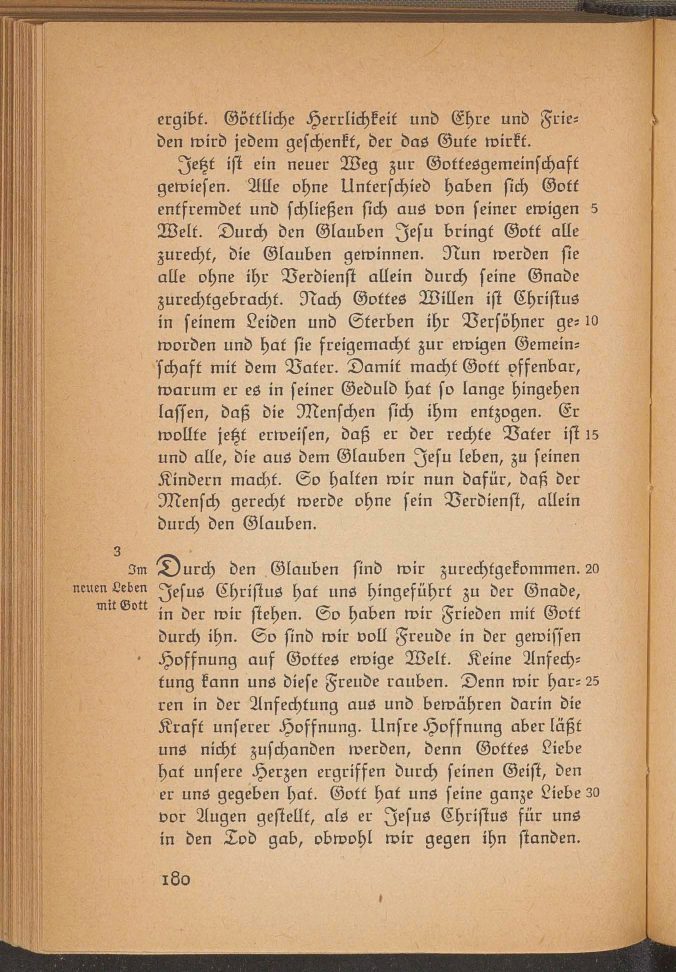 ergibt. Göttliche Herrlichkeit und Ehre und Frie-
den wird jedem geschenkt, der das Gute wirkt.
Jetzt ist ein neuer Weg zur Gottesgemeinschaft
gewiesen. Alle ohne Unterschied haben sich Gott
entfremdet und schließen sich aus von seiner ewigen 5
Welt. Durch den Glauben Jesu bringt Gott alle
zurecht, die Glauben gewinnen. Nun werden sie
alle ohne ihr Verdienst allein durch seine Gnade
zurechtgebracht. Nach Gottes Willen ist Christus
in seinem Leiden und Sterben ihr Versöhner ge- 10
worden und hat sie freigemacht zur ewigen Gemein-
schaft mit dem Vater. Damit macht Gott offenbar,
warum er es in seiner Geduld hat so lange hingehen
lassen, daß die Menschen sich ihm entzogen. Er
wollte jetzt erweisen, daß er der rechte Vater ist 15
und alle, die aus dem Glauben Jesu leben, zu seinen
Kindern macht. So halten wir nun dafür, daß der
Mensch gerecht werde ohne sein Verdienst, allein
durch den Glauben.
3
Im
neuen Leben
mit Gott
Durch den Glauben sind wir zurechtgekommen. 20
Jesus Christus hat uns hingeführt zu der Gnade,
in der wir stehen. So haben wir Frieden mit Gott
durch ihn. So sind wir voll Freude in der gewissen
Hoffnung auf Gottes ewige Welt. Keine Anfech-
tung kann uns diese Freude rauben. Denn wir har- 25
ren in der Anfechtung aus und bewähren darin die
Kraft unserer Hoffnung. Unsre Hoffnung aber läßt
uns nicht zuschanden werden, denn Gottes Liebe
hat unsere Herzen ergriffen durch seinen Geist, den
er uns gegeben hat. Gott hat uns seine ganze Liebe 30
vor Augen gestellt, als er Jesus Christus für uns
in den Tod gab, obwohl wir gegen ihn standen.
180